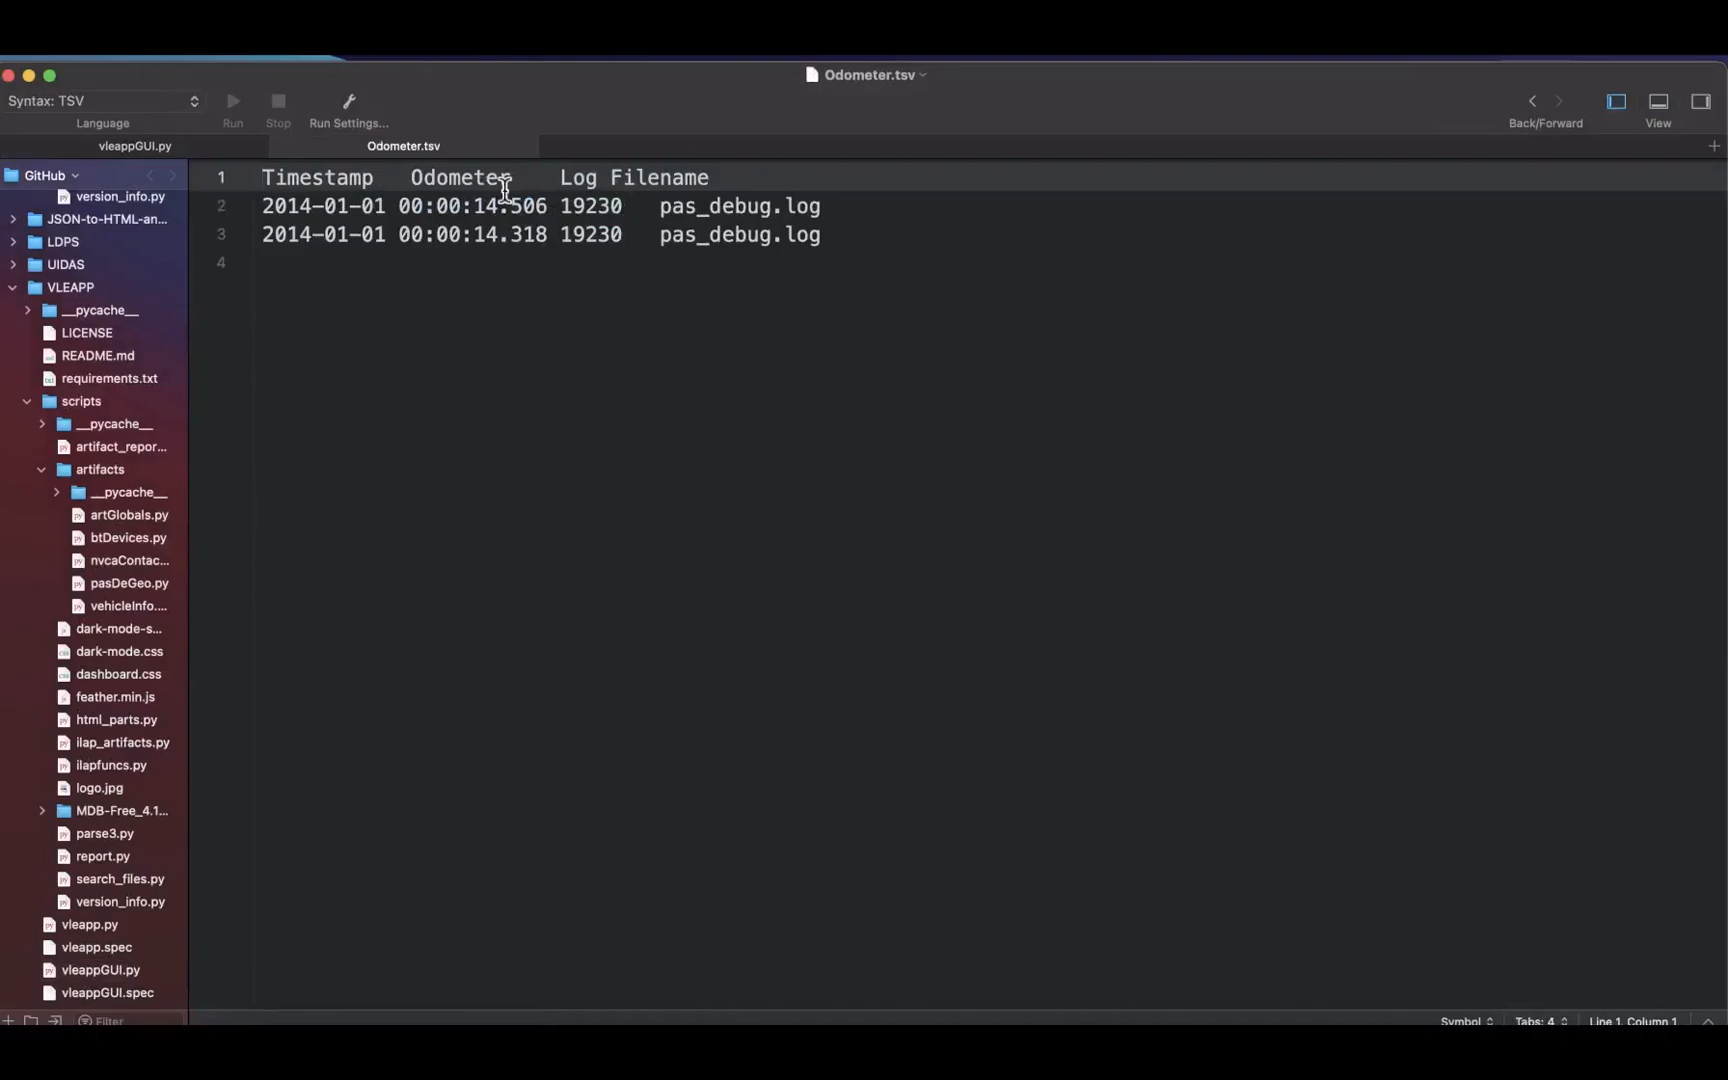 Odometer.tsv
Syntax: TSV
Language
Run
Stop
Run Settings...
Back/Forward
View
vleappGUI.py
Odometer.tsv
GitHub
version_info.py
JSON-to-HTML-an...
LDPS
UIDAS
VLEAPP
__pycache__
LICENSE
README.md
requirements.txt
scripts
__pycache__
artifact_repor...
artifacts
__pycache__
artGlobals.py
btDevices.py
nvcaContac...
pasDeGeo.py
vehicleInfo....
dark-mode-s...
dark-mode.css
dashboard.css
feather.min.js
html_parts.py
ilap_artifacts.py
ilapfuncs.py
logo.jpg
MDB-Free_4.1...
parse3.py
report.py
search_files.py
version_info.py
vleapp.py
vleapp.spec
vleappGUI.py
vleappGUI.spec
Filter
1 Timestamp Odometer Log Filename
2 2014-01-01 00:00:14.506 19230 pas_debug.log
3 2014-01-01 00:00:14.318 19230 pas_debug.log
4
Symbol Tabs: 4 Line 1, Column 1